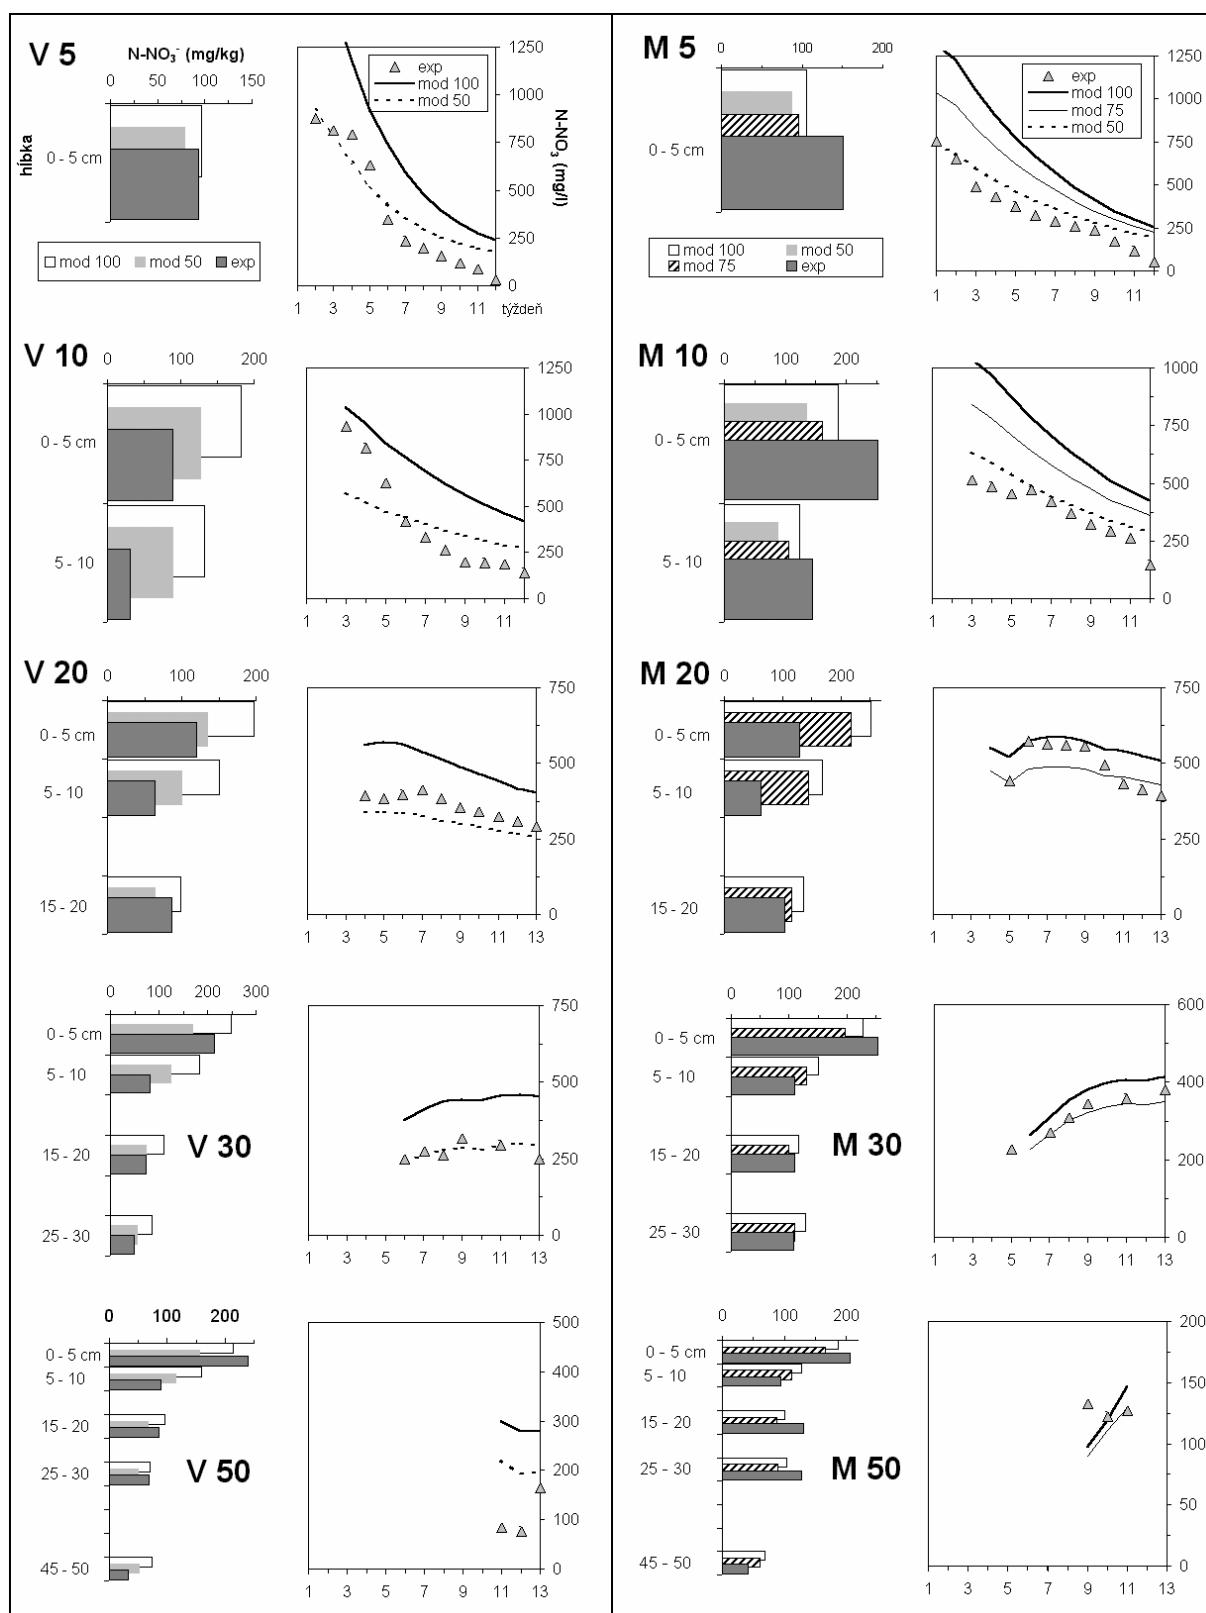 V 5
N-NO₃⁻ (mg/kg)
0 50 100 150
hĺbka
0 - 5 cm
mod 100 mod 50 exp
exp
mod 100
mod 50
1250
1000
750
500
250
0
N-NO₃ (mg/l)
1 3 5 7 9 11 týždeň
M 5
0 100 200
0 - 5 cm
mod 100 mod 50
mod 75 exp
exp
mod 100
mod 75
mod 50
1250
1000
750
500
250
0
1 3 5 7 9 11
V 10
0 100 200
0 - 5 cm
5 - 10
1250
1000
750
500
250
0
1 3 5 7 9 11
M 10
0 100 200
0 - 5 cm
5 - 10
1000
750
500
250
0
1 3 5 7 9 11
V 20
0 100 200
0 - 5 cm
5 - 10
15 - 20
750
500
250
0
1 3 5 7 9 11 13
M 20
0 100 200
0 - 5 cm
5 - 10
15 - 20
750
500
250
0
1 3 5 7 9 11 13
0 100 200 300
0 - 5 cm
5 - 10
15 - 20
25 - 30
V 30
750
500
250
0
1 3 5 7 9 11 13
0 100 200
0 - 5 cm
5 - 10
15 - 20
25 - 30
M 30
600
400
200
0
1 3 5 7 9 11 13
0 100 200
0 - 5 cm
5 - 10
15 - 20
25 - 30
45 - 50
V 50
500
400
300
200
100
0
1 3 5 7 9 11 13
0 100 200
0 - 5 cm
5 - 10
15 - 20
25 - 30
45 - 50
M 50
200
150
100
50
0
1 3 5 7 9 11 13